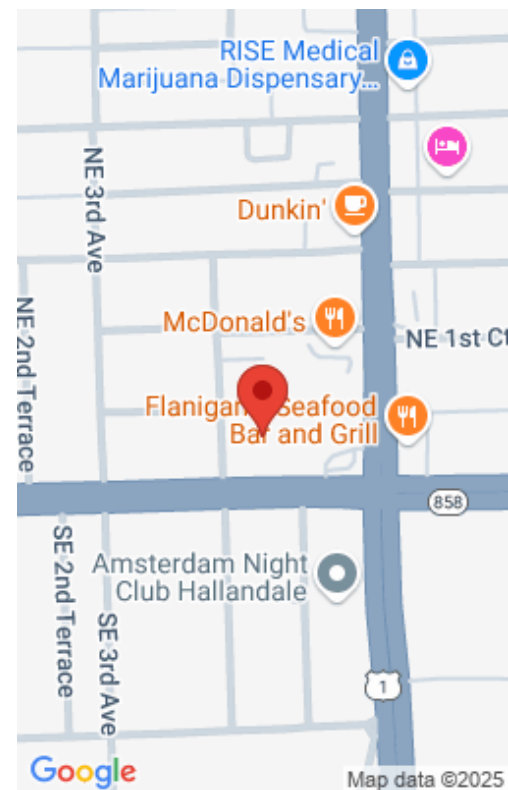 RISE Medical
Marijuana Dispensary...
NE 3rd Ave
Dunkin'
NE 2nd Terrace
McDonald's
NE 1st Ct
Seafood
Bar and Grill
858
SE 2nd Terrace
Amsterdam Night
Club Hallandale
SE 3rd Ave
1
Google
Map data ©2025